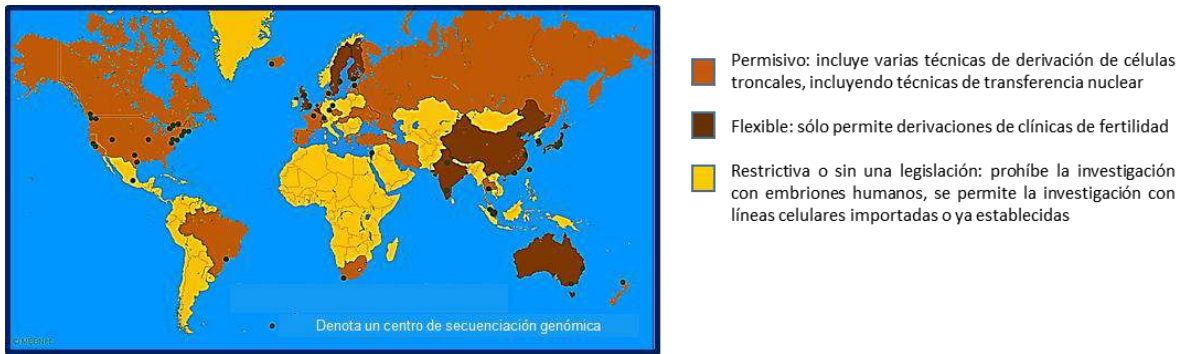 Permisivo: incluye varias técnicas de derivación de células
troncales, incluyendo técnicas de transferencia nuclear
Flexible: sólo permite derivaciones de clínicas de fertilidad
Restrictiva o sin una legislación: prohíbe la investigación
con embriones humanos, se permite la investigación con
líneas celulares importadas o ya establecidas
Denota un centro de secuenciación genómica